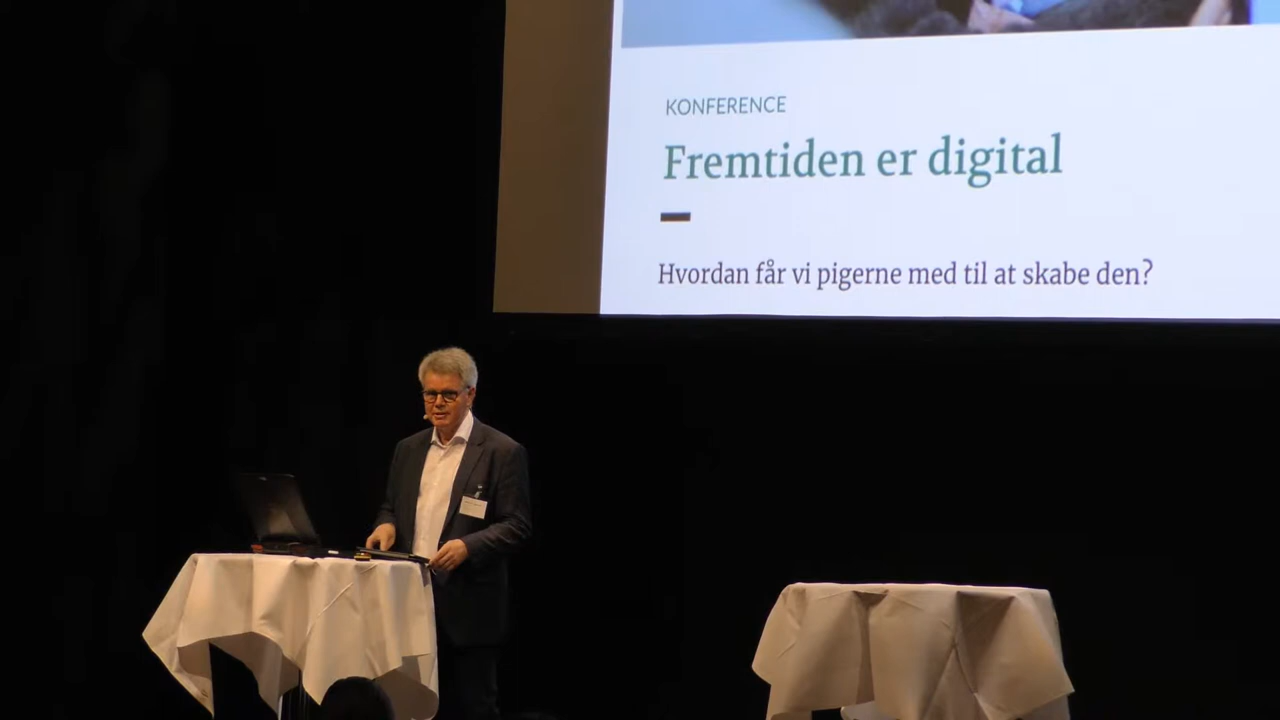 KONFERENCE
Fremtiden er digital
Hvordan får vi pigerne med til at skabe den?